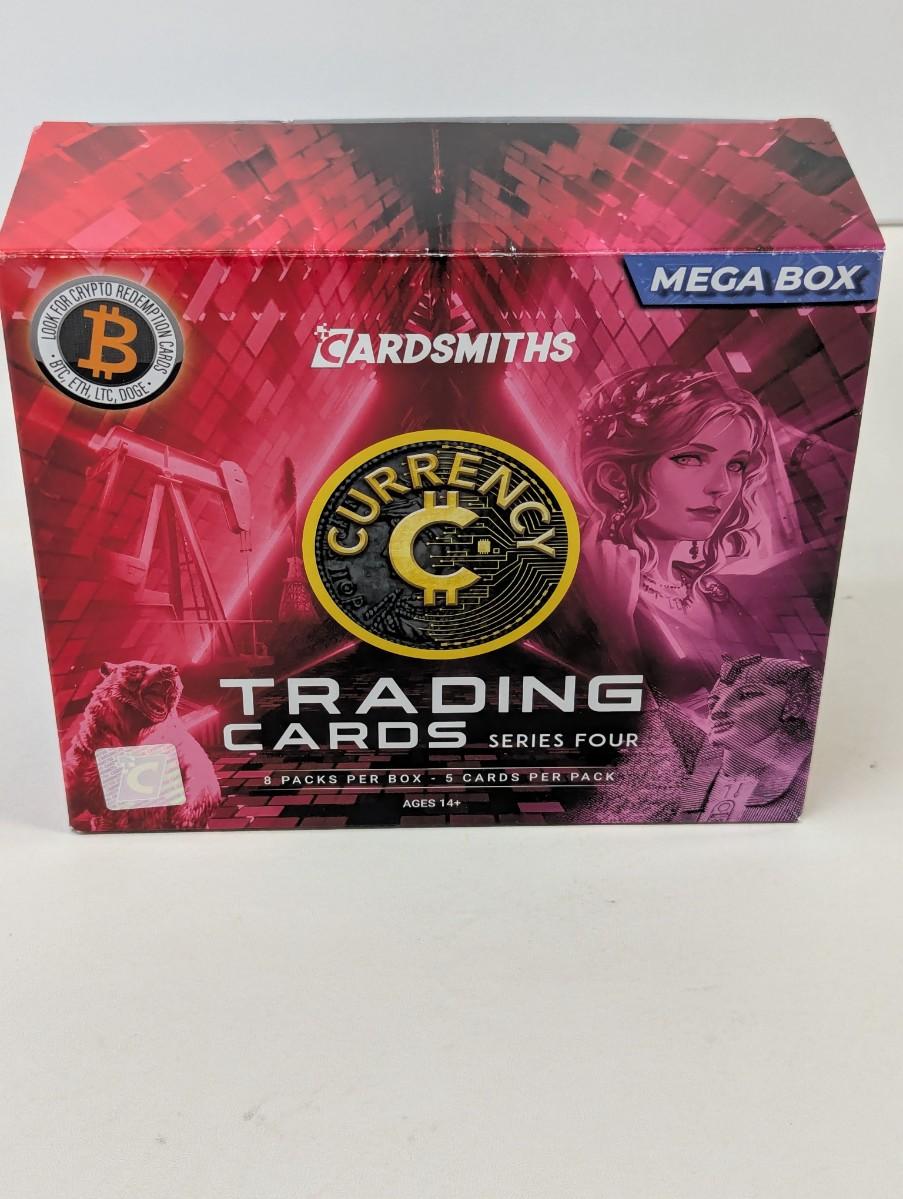 MEGA BOX
LOOK FOR CRYPTO REDEMPTION CARDS
• BTC, ETH, LTC, DOGE •
CARDSMITHS
CURRENCY
TRADING
CARDS SERIES FOUR
8 PACKS PER BOX - 5 CARDS PER PACK
AGES 14+